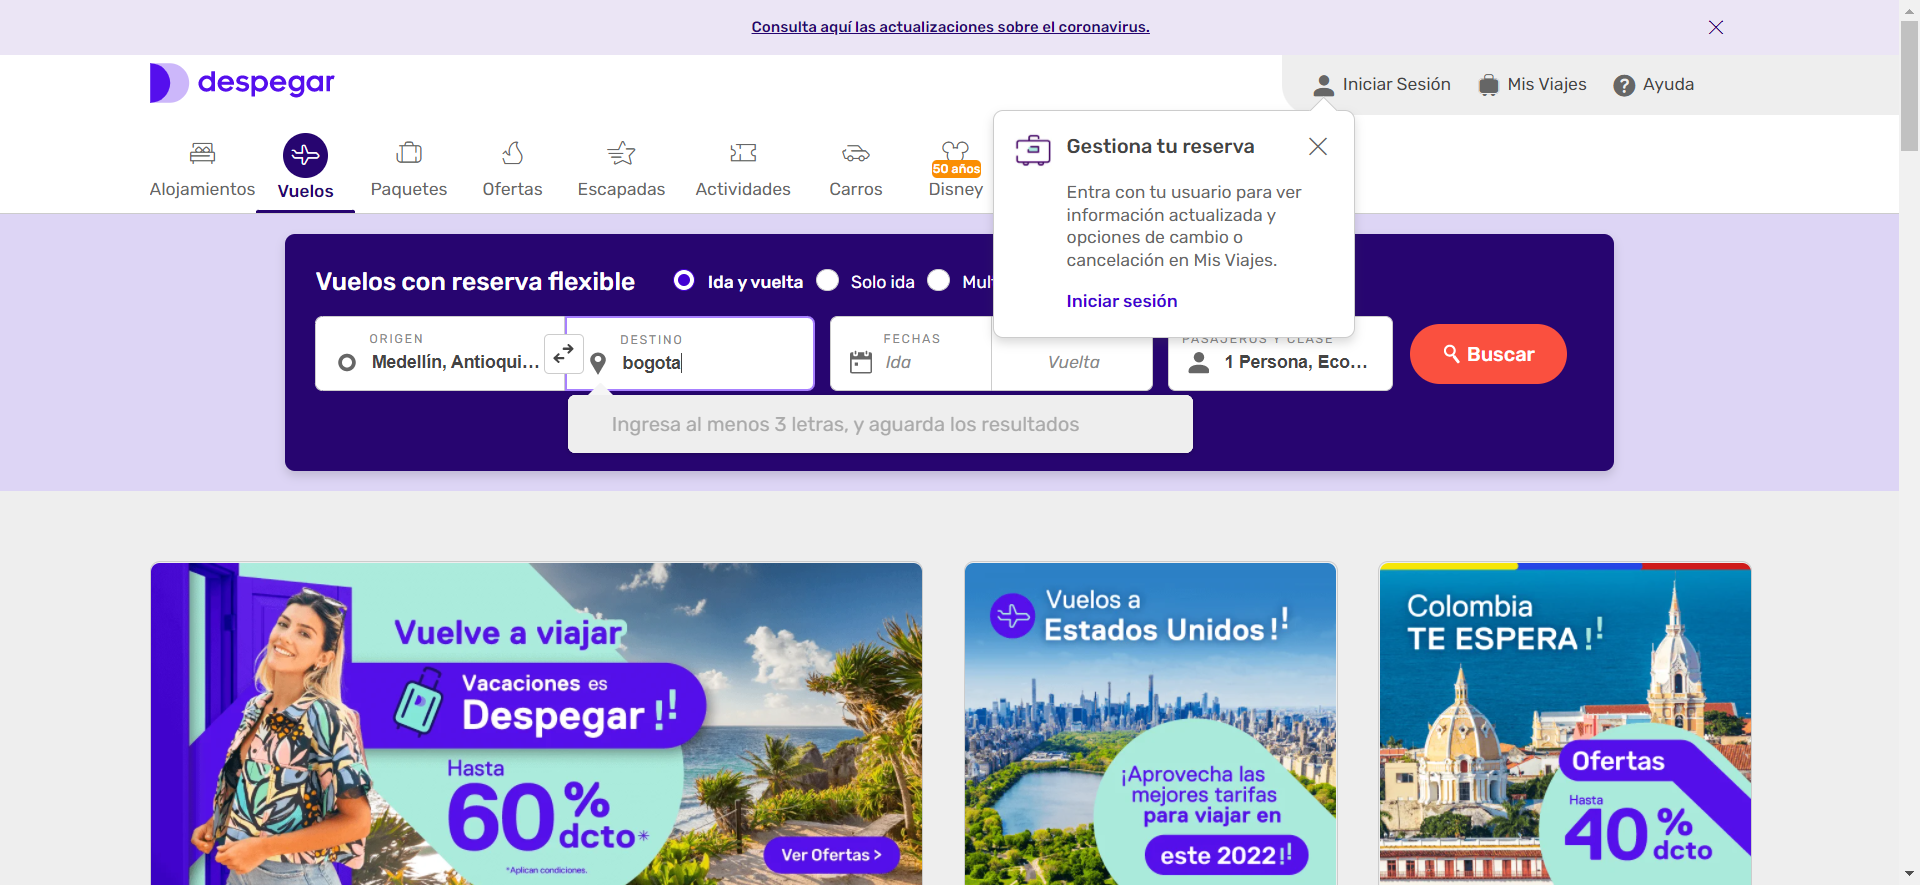 Consulta aquí las actualizaciones sobre el coronavirus.
despegar
Iniciar Sesión
Mis Viajes
Ayuda
Alojamientos
Vuelos
Paquetes
Ofertas
Escapadas
Actividades
Carros
50 años
Disney
Gestiona tu reserva
Entra con tu usuario para ver
información actualizada y
opciones de cambio o
cancelación en Mis Viajes.
Iniciar sesión
Vuelos con reserva flexible
Ida y vuelta
Solo ida
ORIGEN
Medellín, Antioqui...
DESTINO
bogota
FECHAS
Ida
Vuelta
PASAJEROS Y CLASE
1 Persona, Eco...
Buscar
Ingresa al menos 3 letras, y aguarda los resultados
Vuelve a viajar
Vacaciones es
Despegar !!
Hasta
60% dcto*
*Aplican condiciones.
Ver Ofertas >
Vuelos a
Estados Unidos !!
¡Aprovecha las
mejores tarifas
para viajar en
este 2022!!
Colombia
TE ESPERA !!
Ofertas
Hasta
40% dcto